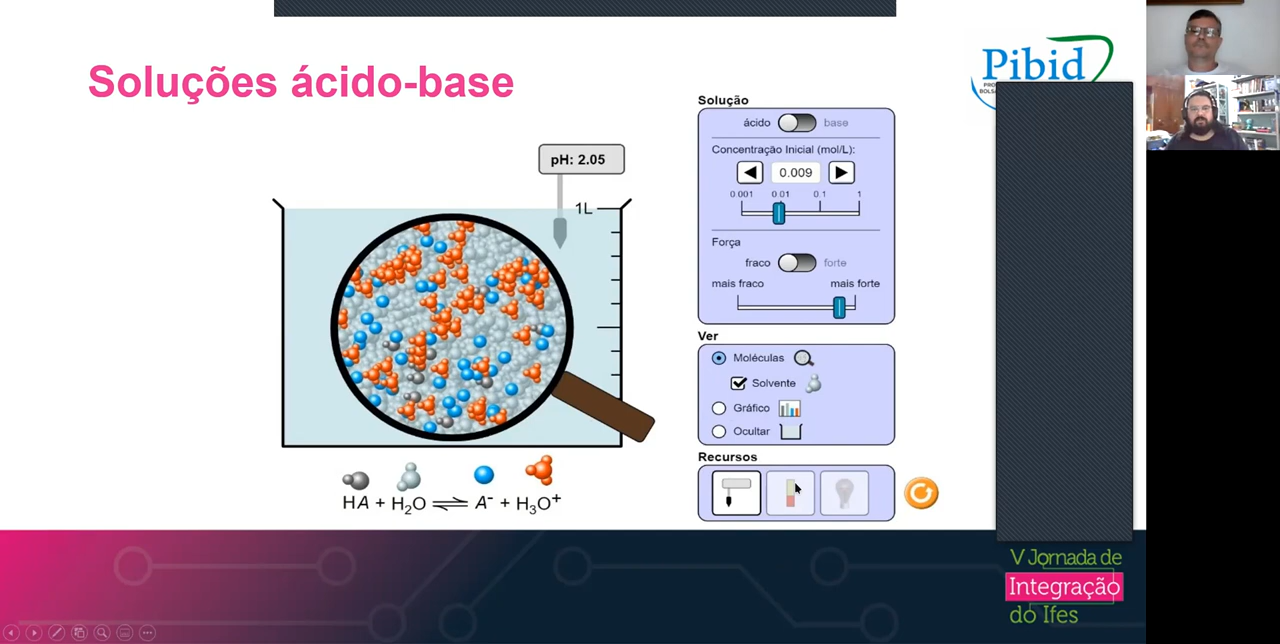 Soluções ácido-base
Pibid
pH: 2.05
1L
HA + H₂O ⇌ A⁻ + H₃O⁺
Solução
ácido base
Concentração Inicial (mol/L):
0.009
0.001 0.01 0.1 1
Força
fraco forte
mais fraco mais forte
Ver
Moléculas
Solvente
Gráfico
Ocultar
Recursos
V Jornada de
Integração
do Ifes